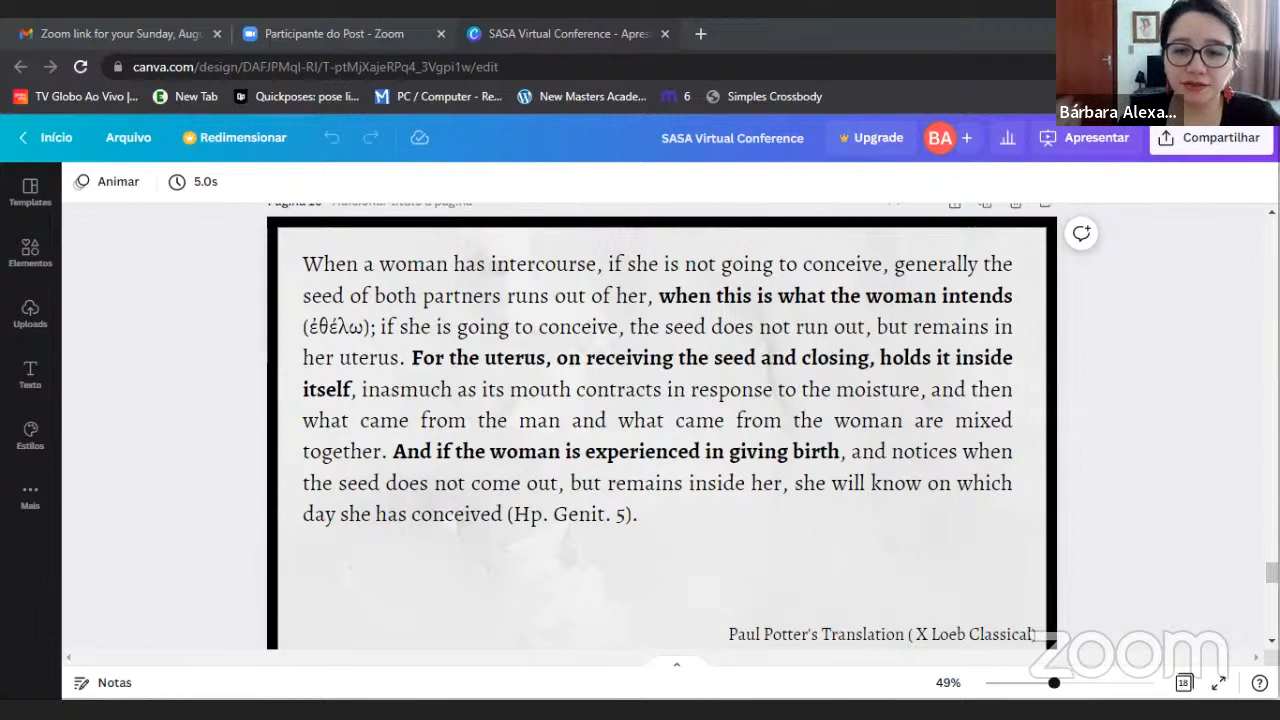 Zoom link for your Sunday, Augu
Participante do Post - Zoom
SASA Virtual Conference - Apres
canva.com/design/DAFJPMqI-RI/T-ptMjXajeRPq4_3Vgpi1w/edit
TV Globo Ao Vivo |...
New Tab
Quickposes: pose li...
PC / Computer - Re...
New Masters Acade...
6
Simples Crossbody
Bárbara Alexa...
Início
Arquivo
Redimensionar
SASA Virtual Conference
Upgrade
BA
Apresentar
Compartilhar
Animar
5.0s
Templates
Elementos
Uploads
Texto
Estilos
Mais
When a woman has intercourse, if she is not going to conceive, generally the
seed of both partners runs out of her, when this is what the woman intends
(ἐθέλω); if she is going to conceive, the seed does not run out, but remains in
her uterus. For the uterus, on receiving the seed and closing, holds it inside
itself, inasmuch as its mouth contracts in response to the moisture, and then
what came from the man and what came from the woman are mixed
together. And if the woman is experienced in giving birth, and notices when
the seed does not come out, but remains inside her, she will know on which
day she has conceived (Hp. Genit. 5).
Paul Potter's Translation ( X Loeb Classical)
zoom
Notas
49%
18